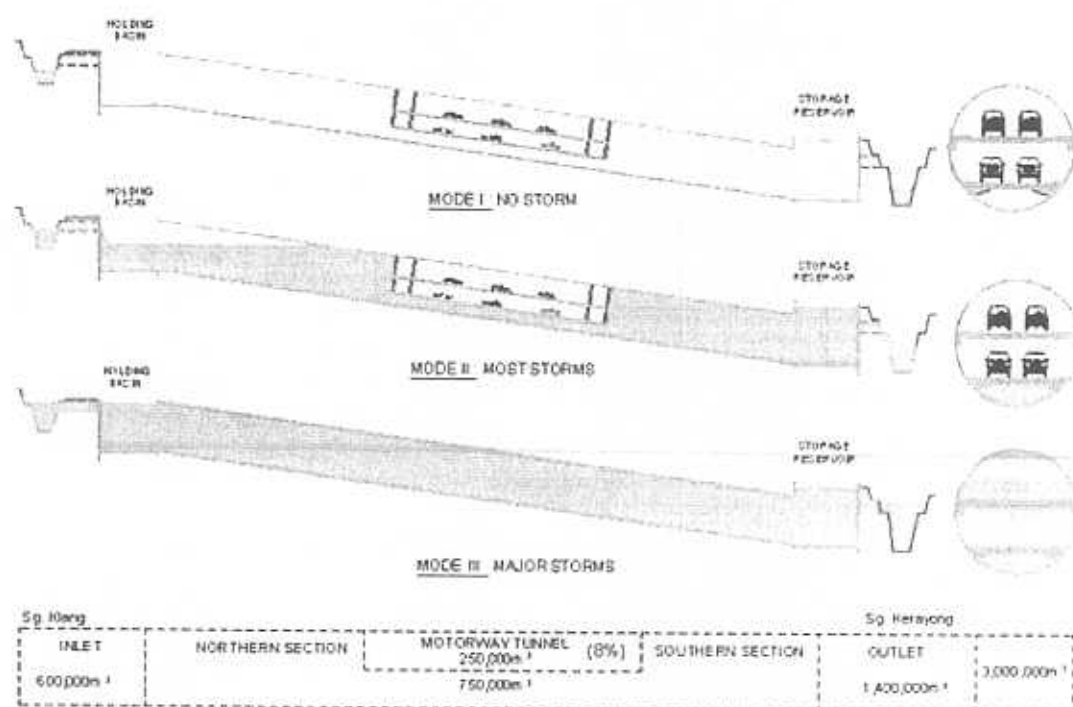 HOLDING
BASIN
STORAGE
RESERVOIR
MODE I NO STORM
HOLDING
BASIN
STORAGE
RESERVOIR
MODE II MOST STORMS
HOLDING
BASIN
STORAGE
RESERVOIR
MODE III MAJOR STORMS
Sg. Klang
Sg. Kerayong
INLET
NORTHERN SECTION
MOTORWAY TUNNEL
250,000m³
(8%)
SOUTHERN SECTION
OUTLET
600,000m³
750,000m³
1,400,000m³
3,000,000m³